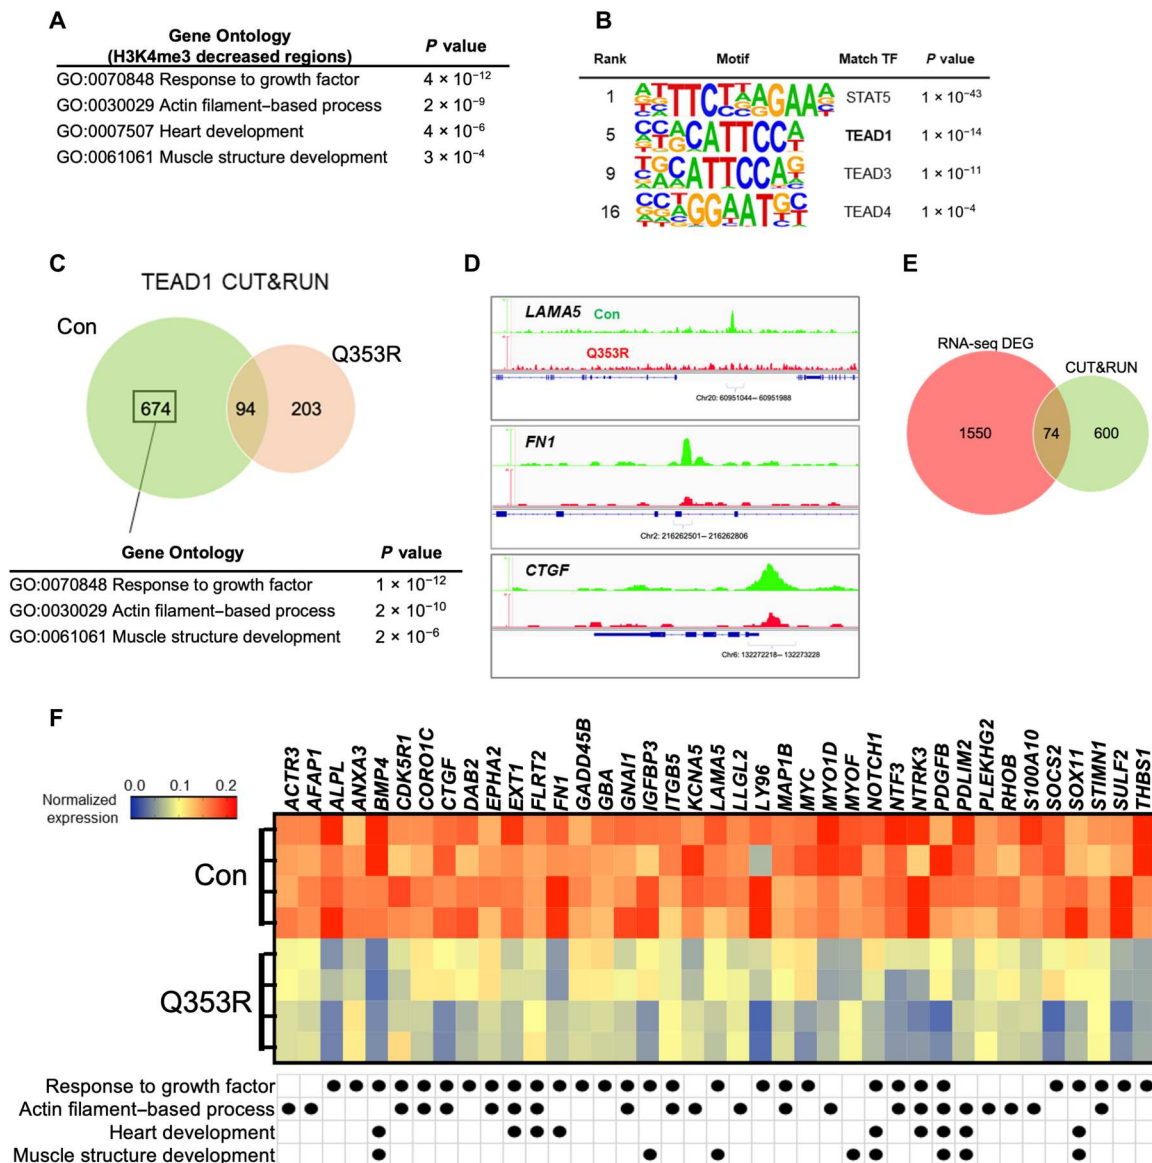 A
Gene Ontology
(H3K4me3 decreased regions)
P value
GO:0070848 Response to growth factor 4 × 10⁻¹²
GO:0030029 Actin filament–based process 2 × 10⁻⁹
GO:0007507 Heart development 4 × 10⁻⁶
GO:0061061 Muscle structure development 3 × 10⁻⁴
B
Rank Motif Match TF P value
1 STAT5 1 × 10⁻⁴³
5 TEAD1 1 × 10⁻¹⁴
9 TEAD3 1 × 10⁻¹¹
16 TEAD4 1 × 10⁻⁴
C
TEAD1 CUT&RUN
Con
Q353R
674 94 203
Gene Ontology P value
GO:0070848 Response to growth factor 1 × 10⁻¹²
GO:0030029 Actin filament–based process 2 × 10⁻¹⁰
GO:0061061 Muscle structure development 2 × 10⁻⁶
D
LAMA5 Con
Q353R
Chr20: 60951044– 60951988
FN1
Chr2: 216262501– 216262806
CTGF
Chr6: 132272218– 132273228
E
RNA-seq DEG
CUT&RUN
1550 74 600
F
0.0 0.1 0.2
Normalized
expression
ACTR3 AFAP1 ALPL ANXA3 BMP4 CDK5R1 CORO1C CTGF DAB2 EPHA2 EXT1 FLRT2 FN1 GADD45B GBA GNAI1 IGFBP3 ITGB5 KCNA5 LAMA5 LLGL2 LY96 MAP1B MYC MYO1D MYOF NOTCH1 NTF3 NTRK3 PDGFB PDLIM2 PLEKHG2 RHOB S100A10 SOCS2 SOX11 STIMN1 SULF2 THBS1
Con
Q353R
Response to growth factor
Actin filament–based process
Heart development
Muscle structure development